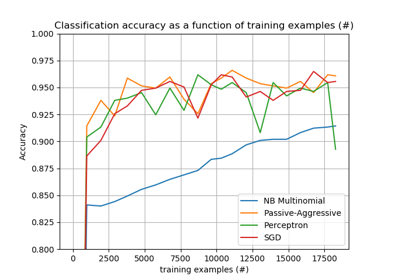 Classification accuracy as a function of training examples (#)
1.000
0.975
0.950
0.925
0.900
0.875
0.850
0.825
0.800
Accuracy
NB Multinomial
Passive-Aggressive
Perceptron
SGD
0 2500 5000 7500 10000 12500 15000 17500
training examples (#)